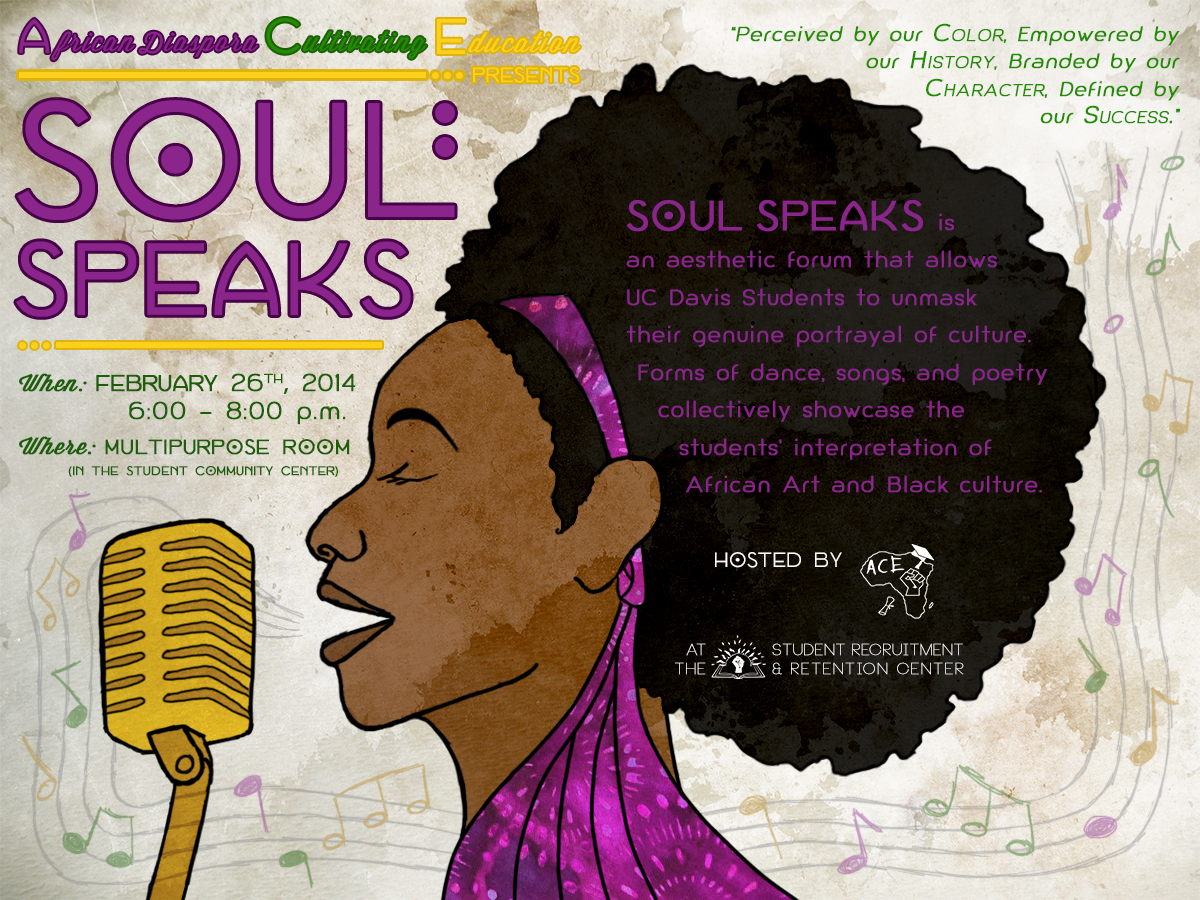 African Diaspora Cultivating Education
PRESENTS
SOUL:
SPEAKS
When: FEBRUARY 26TH, 2014
6:00 - 8:00 p.m.
Where: MULTIPURPOSE ROOM
(IN THE STUDENT COMMUNITY CENTER)
"Perceived by our COLOR, Empowered by
our HISTORY, Branded by our
CHARACTER, Defined by
our SUCCESS."
SOUL SPEAKS is
an aesthetic forum that allows
UC Davis Students to unmask
their genuine portrayal of culture.
Forms of dance, songs, and poetry
collectively showcase the
students' interpretation of
African Art and Black culture.
HOSTED BY ACE
AT THE STUDENT RECRUITMENT
& RETENTION CENTER